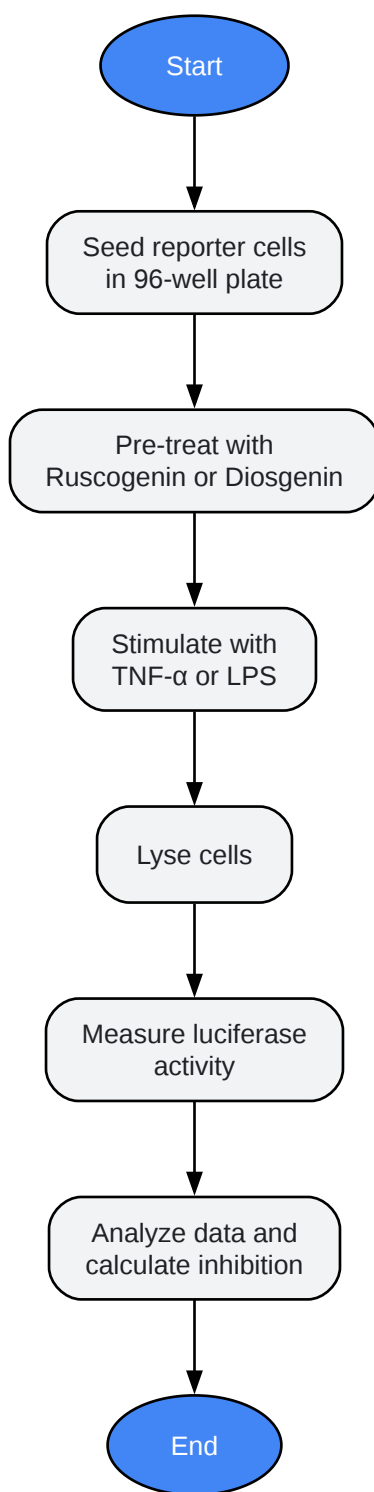 Start
Seed reporter cells
in 96-well plate
Pre-treat with
Ruscogenin or Diosgenin
Stimulate with
TNF-α or LPS
Lyse cells
Measure luciferase
activity
Analyze data and
calculate inhibition
End